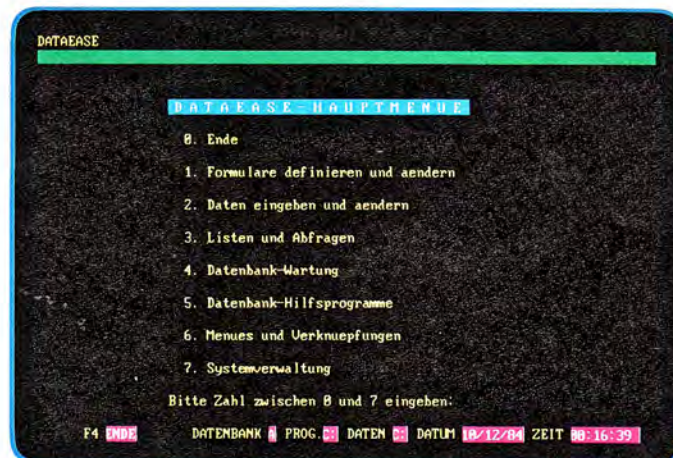 DATAEASE
DATAEASE-HAUPTMENUE
0. Ende
1. Formulare definieren und aendern
2. Daten eingeben und aendern
3. Listen und Abfragen
4. Datenbank-Wartung
5. Datenbank-Hilfsprogramme
6. Menues und Verknuepfungen
7. Systemverwaltung
Bitte Zahl zwischen 0 und 7 eingeben:
F4 ENDE DATENBANK A PROG.C: DATEN C: DATUM 10/12/84 ZEIT 00:16:39